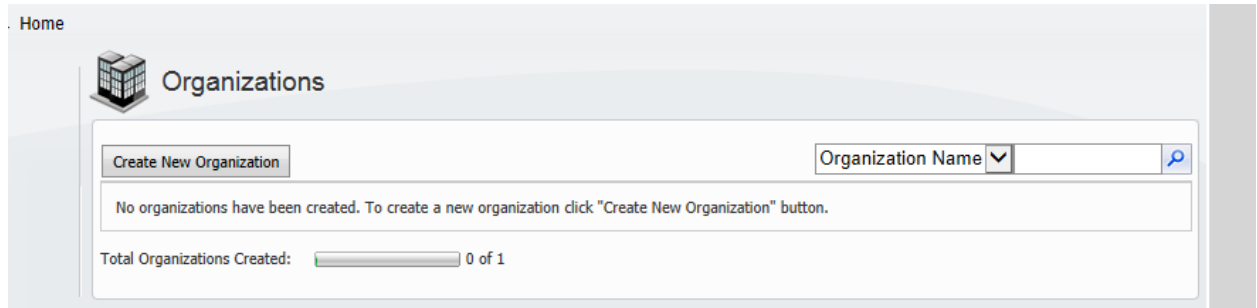 Home
Organizations
Create New Organization
Organization Name
No organizations have been created. To create a new organization click "Create New Organization" button.
Total Organizations Created: 0 of 1